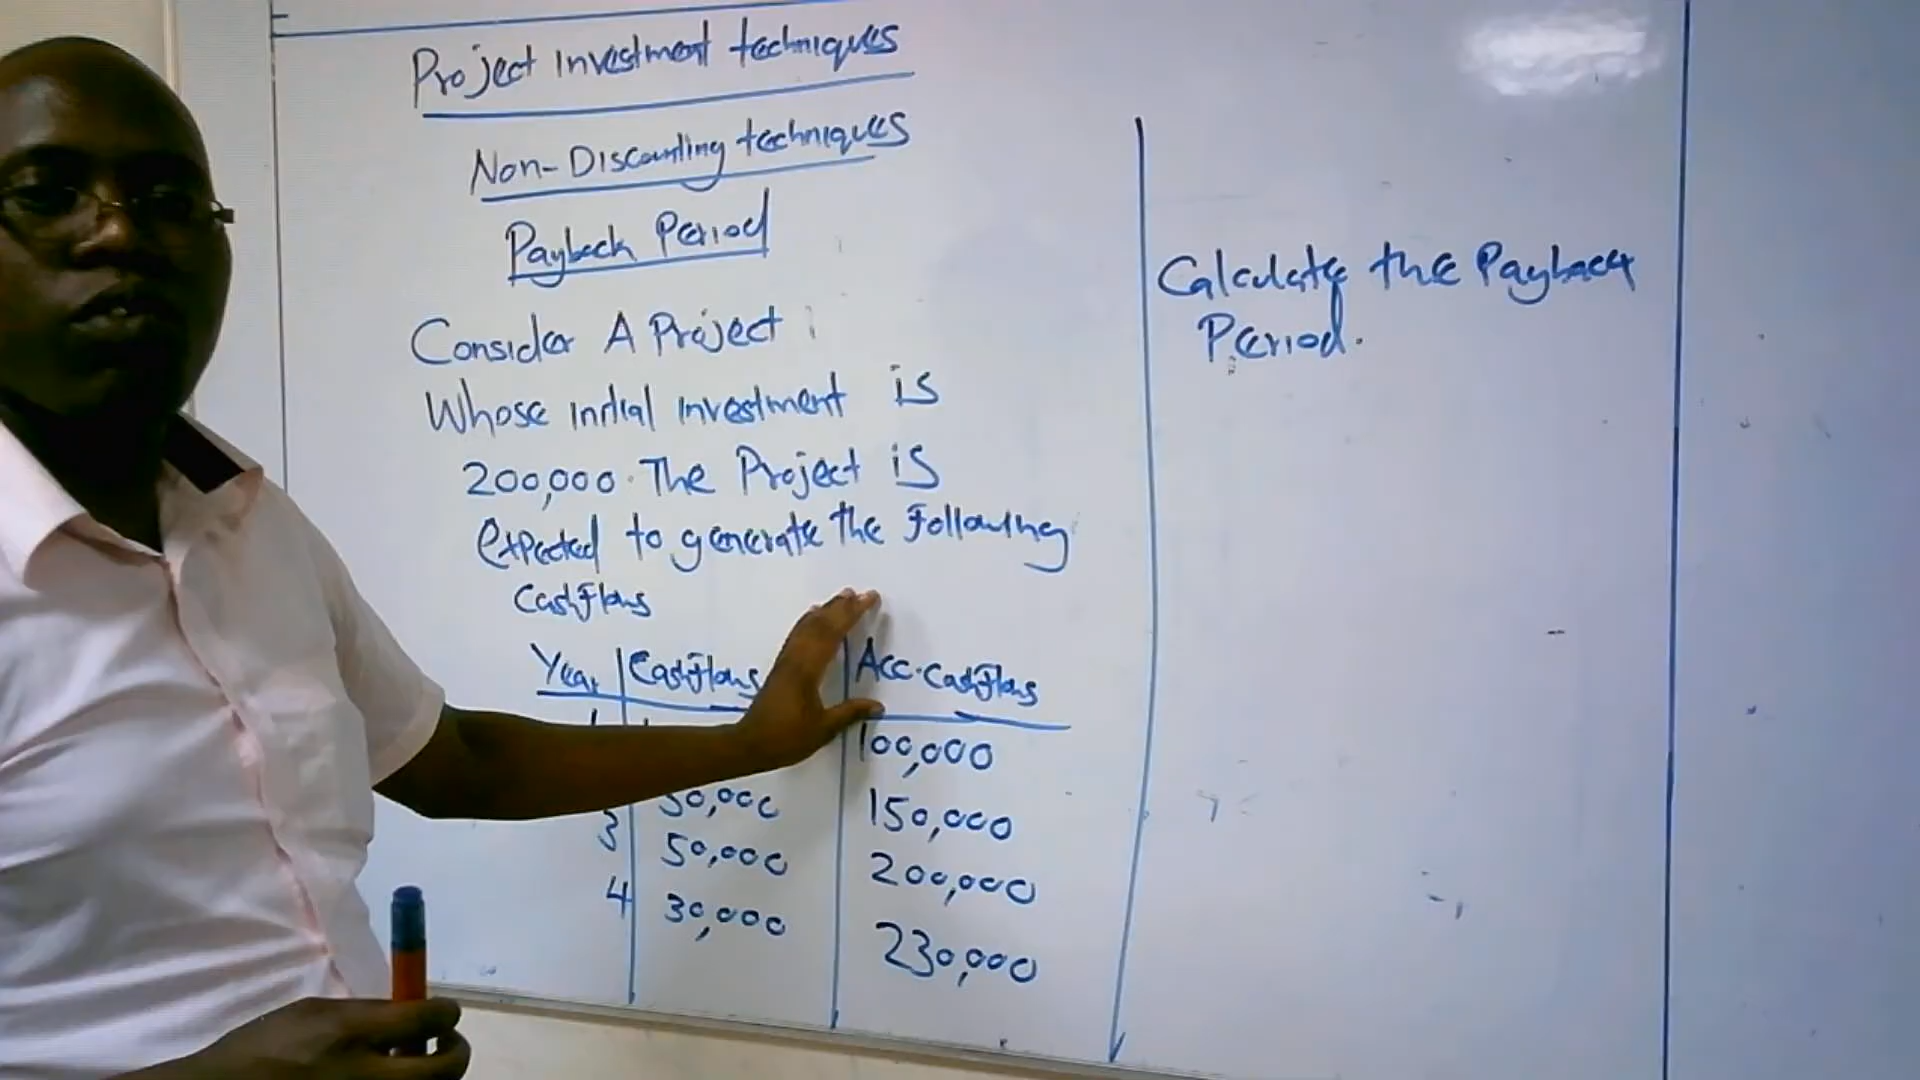 Project investment techniques
Non-Discounting techniques
Payback Period
Consider A Project
Whose initial investment is
200,000. The Project is
expected to generate the following
Cashflows
Year Cashflows Acc. Cashflows
100,000
50,000 150,000
3 50,000 200,000
4 30,000 230,000
Calculate the Payback
Period.